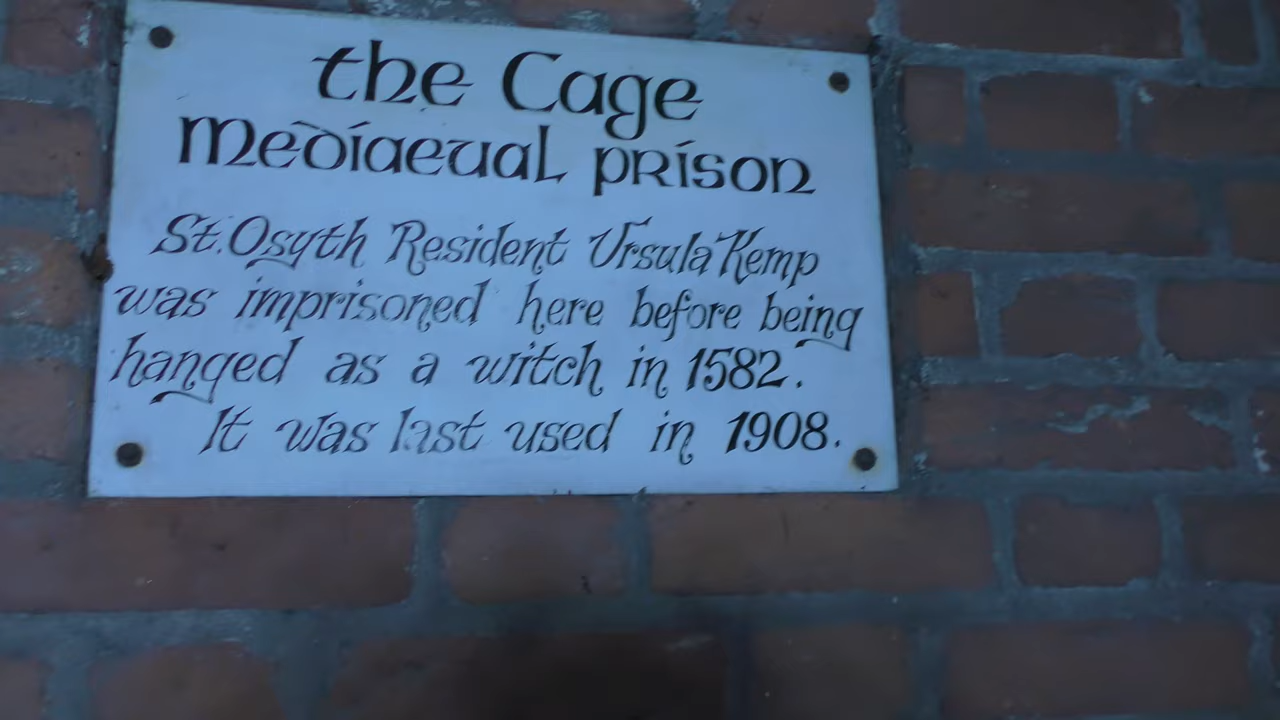 the Cage
Mediaeval prison
St. Osyth Resident Ursula Kemp
was imprisoned here before being
hanged as a witch in 1582.
It was last used in 1908.